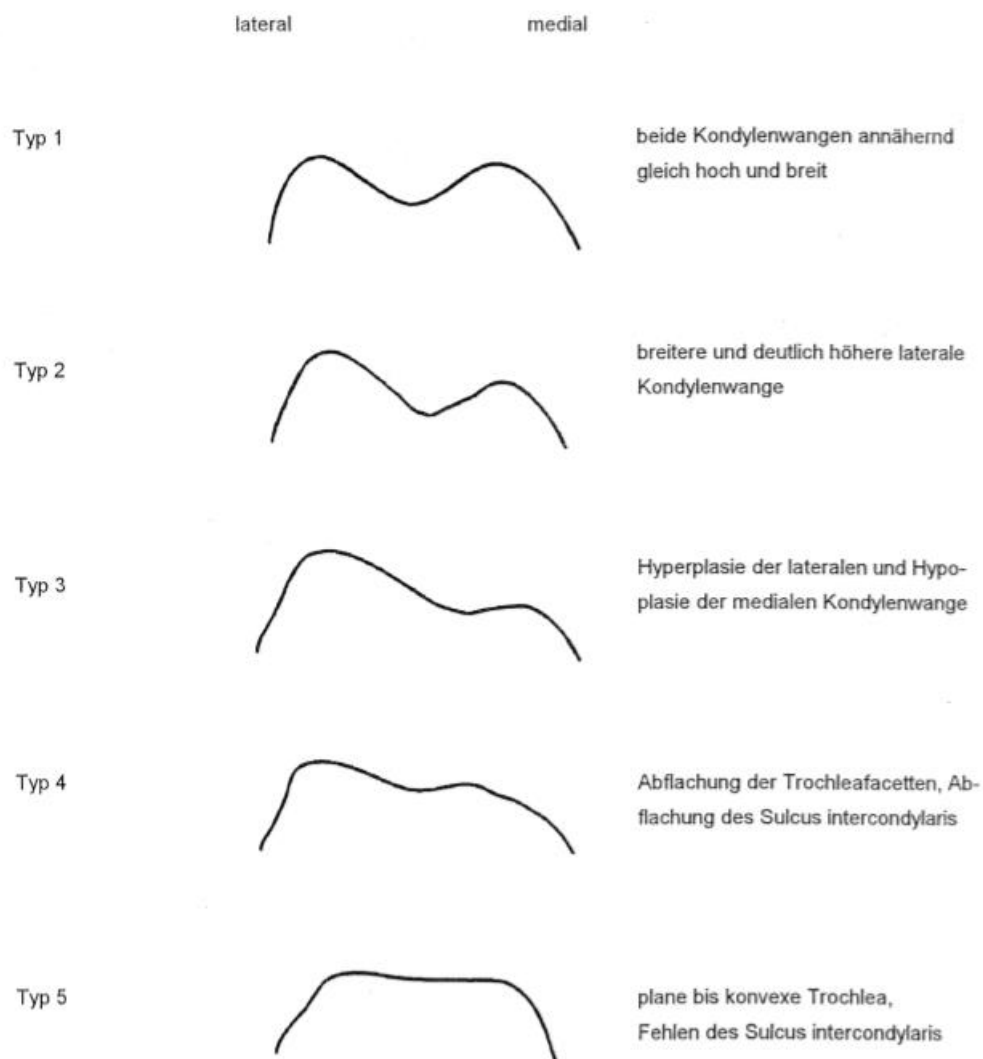 lateral medial
Typ 1
beide Kondylenwangen annähernd
gleich hoch und breit
Typ 2
breitere und deutlich höhere laterale
Kondylenwange
Typ 3
Hyperplasie der lateralen und Hypo-
plasie der medialen Kondylenwange
Typ 4
Abflachung der Trochleafacetten, Ab-
flachung des Sulcus intercondylaris
Typ 5
plane bis konvexe Trochlea,
Fehlen des Sulcus intercondylaris